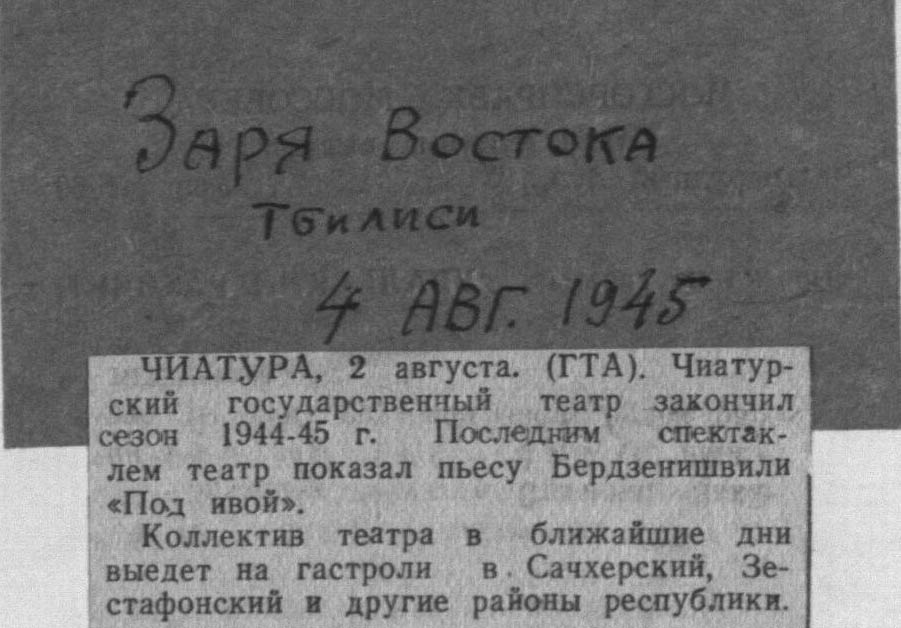 Заря Востока
Тбилиси
4 АВГ. 1945
ЧИАТУРА, 2 августа. (ГТА). Чиатур-
ский государственный театр закончил
сезон 1944-45 г. Последним спектак-
лем театр показал пьесу Бердзенишвили
«Под ивой».
Коллектив театра в ближайшие дни
выедет на гастроли в Сачхерский, Зе-
стафонский и другие районы республики.